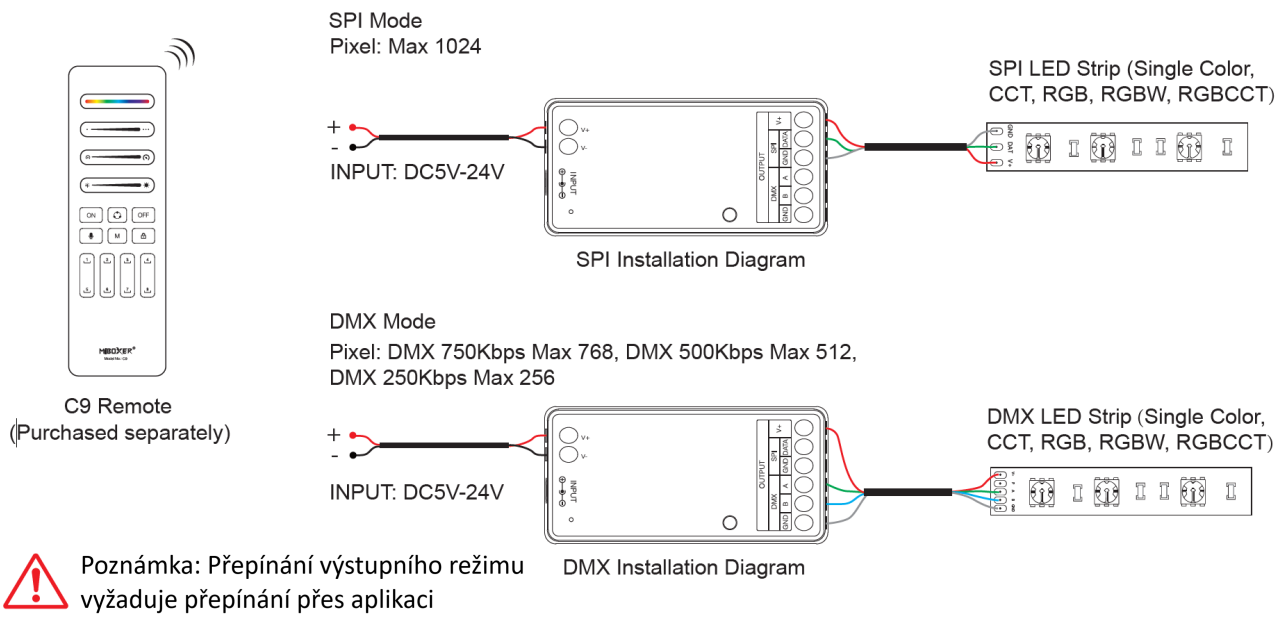 SPI Mode
Pixel: Max 1024
+
-
INPUT: DC5V-24V
V+
V-
INPUT
OUTPUT
SPI
DMX
V+
DATA
GND
A
B
GND
SPI Installation Diagram
SPI LED Strip (Single Color,
CCT, RGB, RGBW, RGBCCT)
GND
DAT
V+
ON
OFF
M
MIBOXER®
C9 Remote
(Purchased separately)
DMX Mode
Pixel: DMX 750Kbps Max 768, DMX 500Kbps Max 512,
DMX 250Kbps Max 256
+
-
INPUT: DC5V-24V
V+
V-
INPUT
OUTPUT
SPI
DMX
V+
DATA
GND
A
B
GND
DMX Installation Diagram
DMX LED Strip (Single Color,
CCT, RGB, RGBW, RGBCCT)
Poznámka: Přepínání výstupního režimu
vyžaduje přepínání přes aplikaci